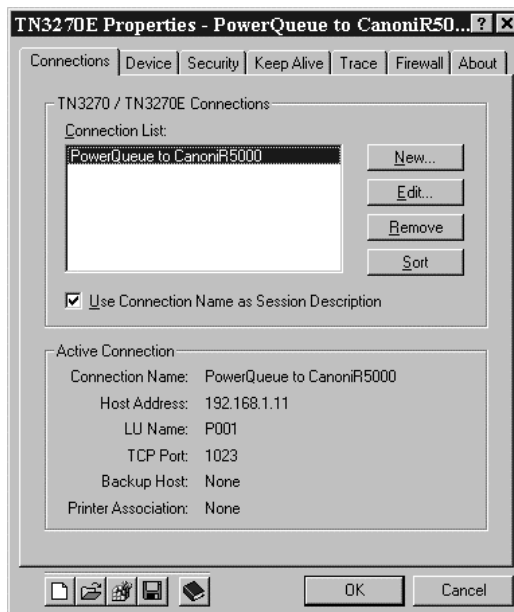 TN3270E Properties - PowerQueue to CanoniR50... ? X
Connections Device Security Keep Alive Trace Firewall About
TN3270 / TN3270E Connections
Connection List:
PowerQueue to CanoniR5000
New...
Edit...
Remove
Sort
Use Connection Name as Session Description
Active Connection
Connection Name: PowerQueue to CanoniR5000
Host Address: 192.168.1.11
LU Name: P001
TCP Port: 1023
Backup Host: None
Printer Association: None
OK Cancel